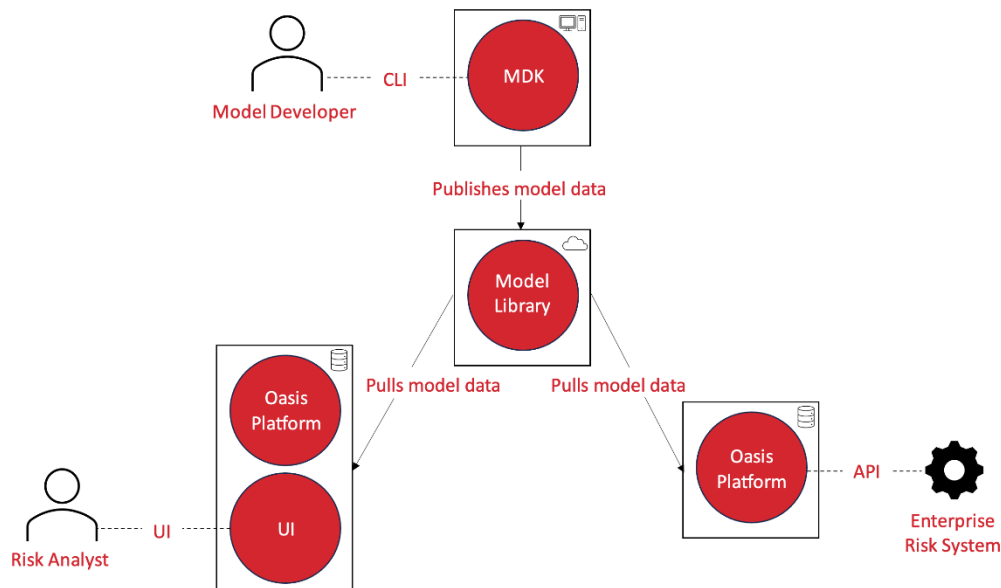 MDK
CLI
Model Developer
Publishes model data
Model
Library
Pulls model data
Pulls model data
Oasis
Platform
Oasis
Platform
API
UI
UI
Risk Analyst
Enterprise
Risk System